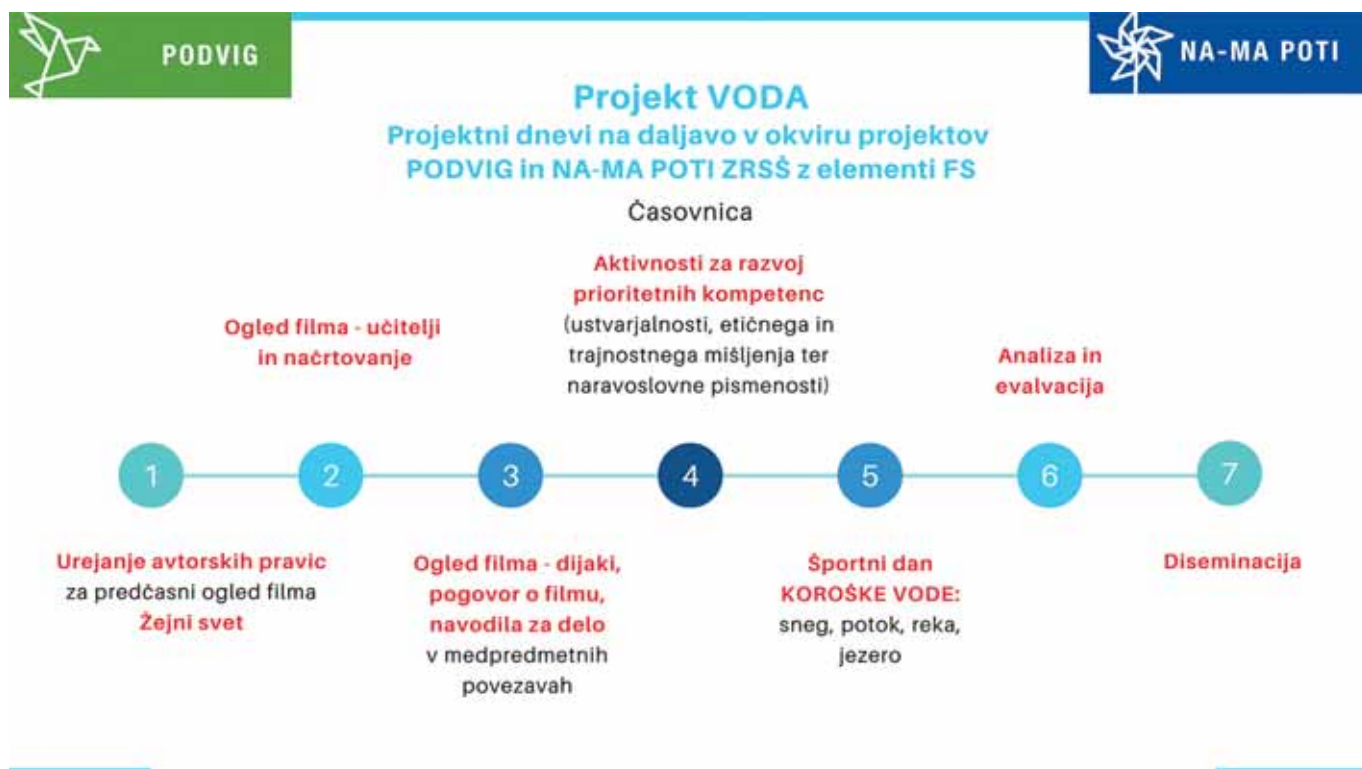 PODVIG
NA-MA POTI
Projekt VODA
Projektni dnevi na daljavo v okviru projektov
PODVIG in NA-MA POTI ZRSŠ z elementi FS
Časovnica
Aktivnosti za razvoj
prioritetnih kompetenc
(ustvarjalnosti, etičnega in
trajnostnega mišljenja ter
naravoslovne pismenosti)
Ogled filma - učitelji
in načrtovanje
Analiza in
evalvacija
1
2
3
4
5
6
7
Urejanje avtorskih pravic
za predčasni ogled filma
Žejni svet
Ogled filma - dijaki,
pogovor o filmu,
navodila za delo
v medpredmetnih
povezavah
Športni dan
KOROŠKE VODE:
sneg, potok, reka,
jezero
Diseminacija